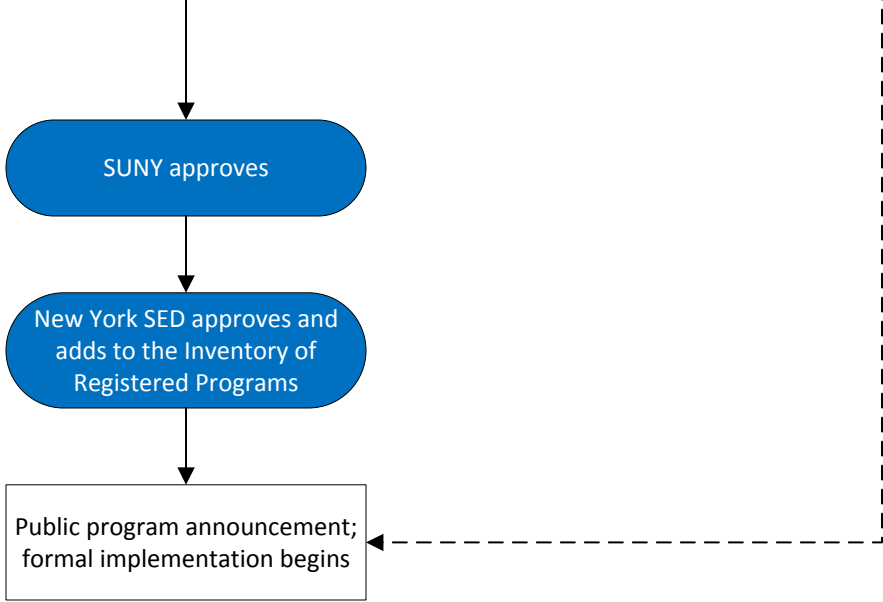 SUNY approves
New York SED approves and
adds to the Inventory of
Registered Programs
Public program announcement;
formal implementation begins